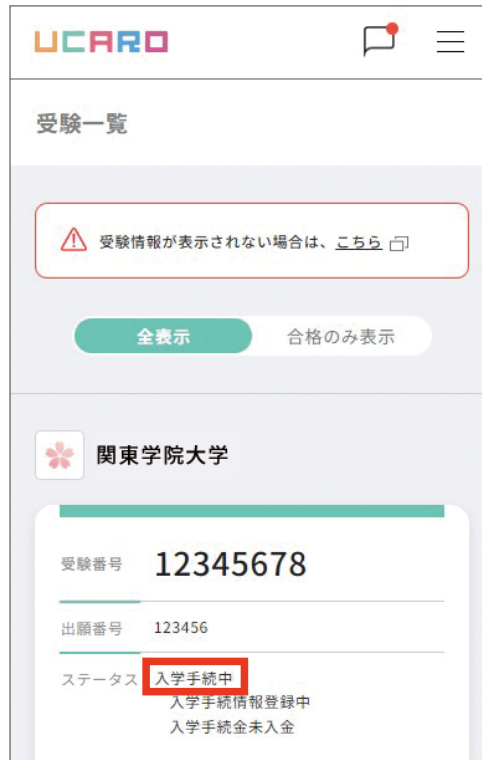 UCARO
受験一覧
受験情報が表示されない場合は、こちら
全表示 合格のみ表示
関東学院大学
受験番号 12345678
出願番号 123456
ステータス 入学手続中
入学手続情報登録中
入学手続金未入金